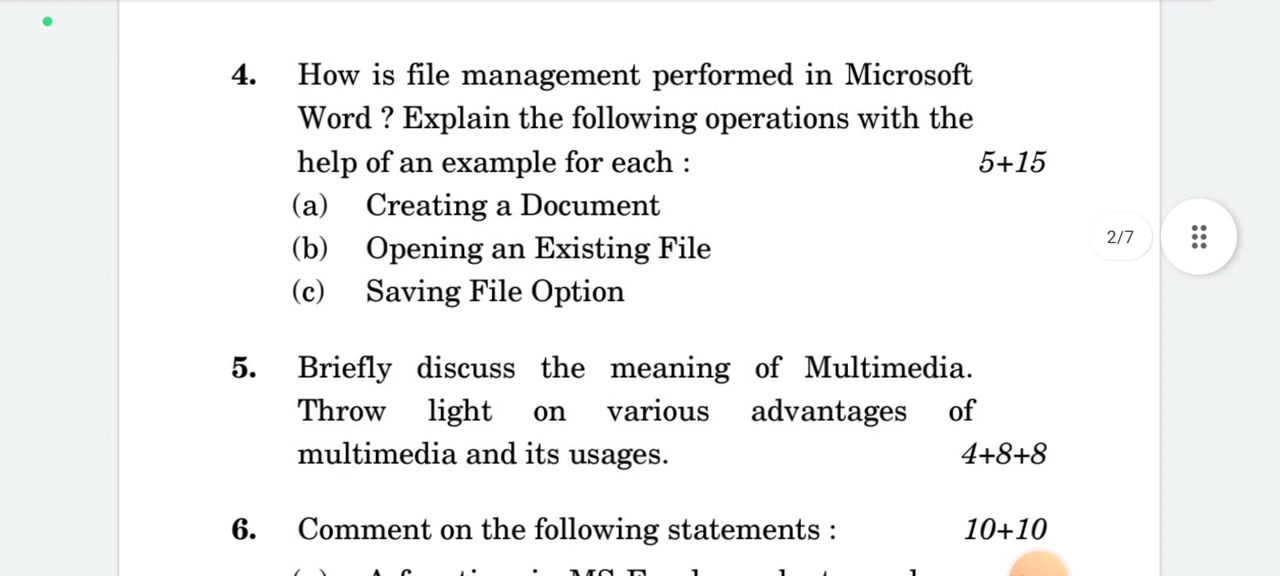 4. How is file management performed in Microsoft
Word ? Explain the following operations with the
help of an example for each : 5+15
(a) Creating a Document
(b) Opening an Existing File
(c) Saving File Option
2/7
5. Briefly discuss the meaning of Multimedia.
Throw light on various advantages of
multimedia and its usages. 4+8+8
6. Comment on the following statements : 10+10